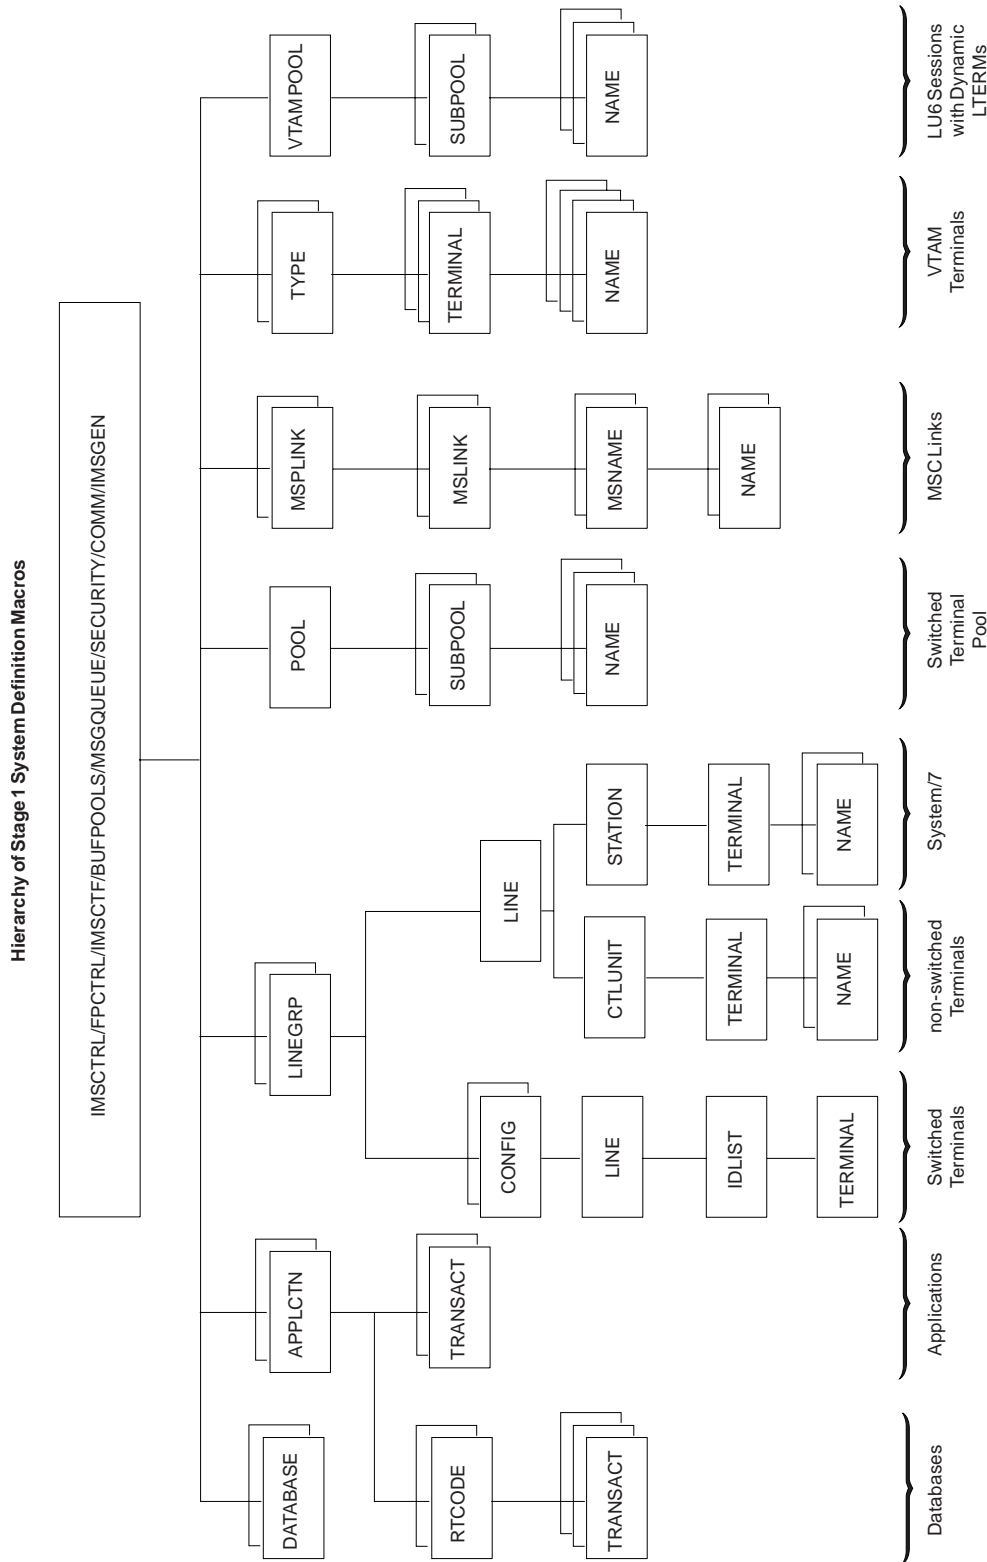 Hierarchy of Stage 1 System Definition Macros
IMSCTRL/FPCTRL/IMSCTF/BUFPOOLS/MSGQUEUE/SECURITY/COMM/IMSGEN
DATABASE
APPLCTN
LINEGRP
POOL
MSPLINK
TYPE
VTAMPOOL
RTCODE
TRANSACT
CONFIG
LINE
SUBPOOL
MSLINK
TERMINAL
SUBPOOL
TRANSACT
LINE
CTLUNIT
STATION
NAME
MSNAME
NAME
NAME
IDLIST
TERMINAL
TERMINAL
NAME
TERMINAL
NAME
NAME
Databases
Applications
Switched
Terminals
non-switched
Terminals
System/7
Switched
Terminal
Pool
MSC Links
VTAM
Terminals
LU6 Sessions
with Dynamic
LTERMs